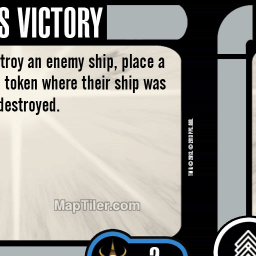 S VICTORY
troy an enemy ship, place a
token where their ship was
destroyed.
MapTiler.com
2